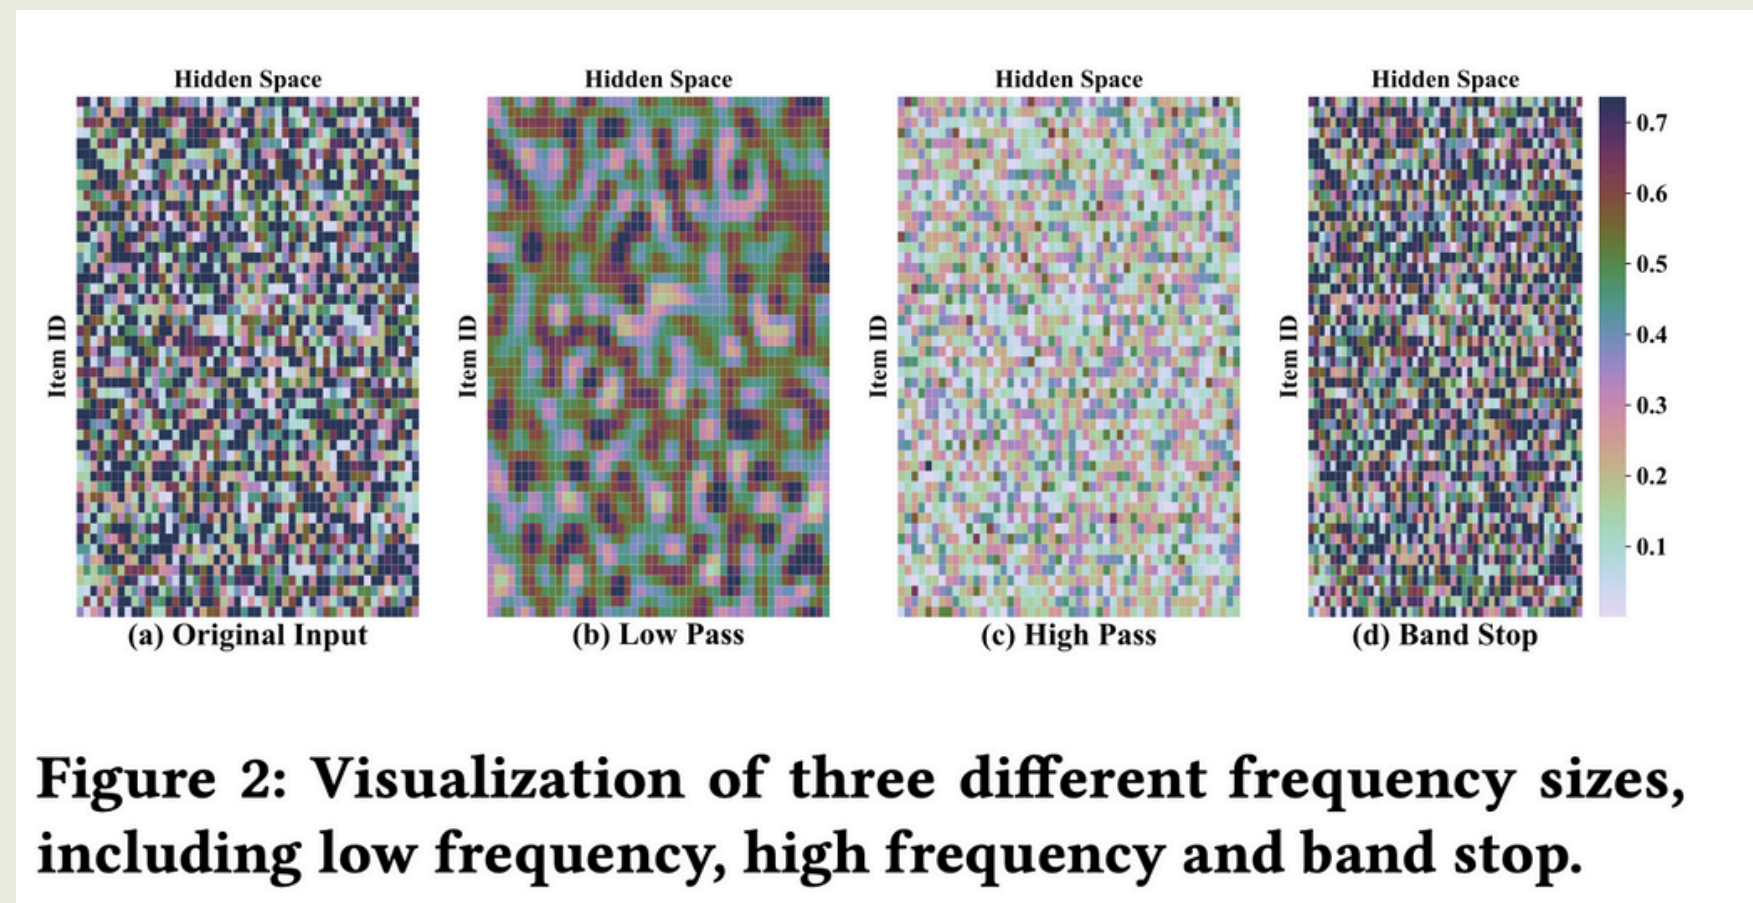 Hidden Space Hidden Space Hidden Space Hidden Space
Item ID Item ID Item ID Item ID
0.7
0.6
0.5
0.4
0.3
0.2
0.1
(a) Original Input (b) Low Pass (c) High Pass (d) Band Stop
Figure 2: Visualization of three different frequency sizes,
including low frequency, high frequency and band stop.